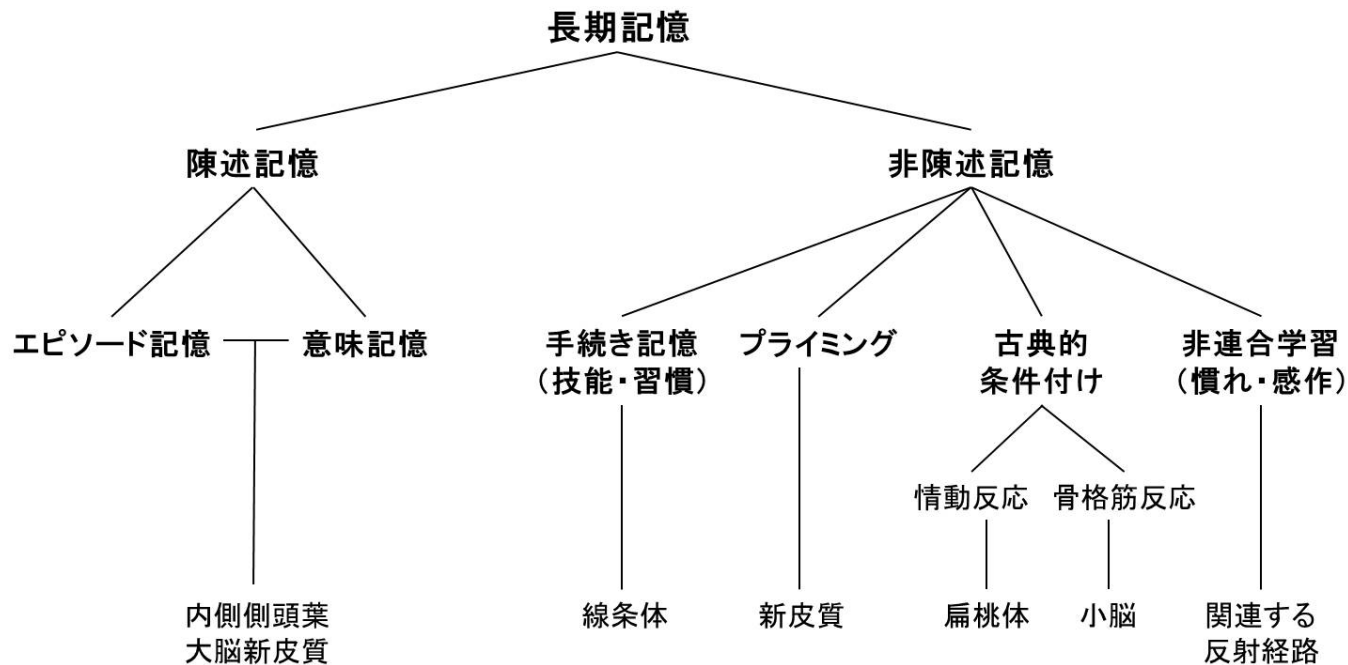 長期記憶
陳述記憶
非陳述記憶
エピソード記憶
意味記憶
手続き記憶
（技能・習慣）
プライミング
古典的
条件付け
非連合学習
（慣れ・感作）
情動反応
骨格筋反応
内側側頭葉
大脳新皮質
線条体
新皮質
扁桃体
小脳
関連する
反射経路